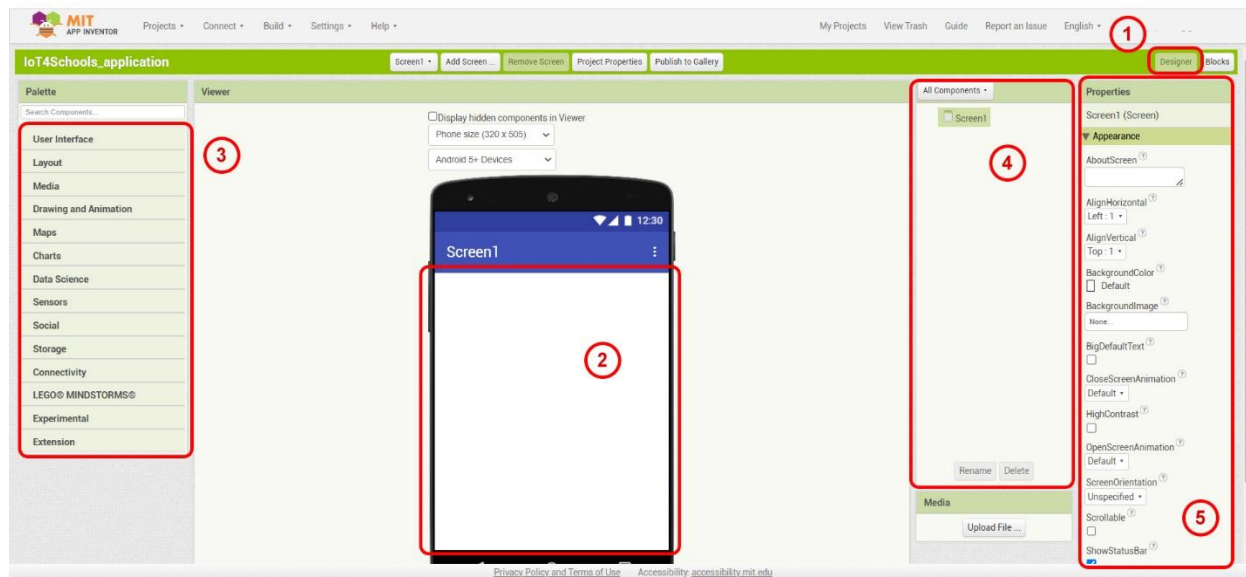 MIT
APP INVENTOR
Projects
Connect
Build
Settings
Help
My Projects
View Trash
Guide
Report an Issue
English
1
IoT4Schools_application
Screen1
Add Screen ...
Remove Screen
Project Properties
Publish to Gallery
Designer
Blocks
Palette
Search Components...
User Interface
Layout
Media
Drawing and Animation
Maps
Charts
Data Science
Sensors
Social
Storage
Connectivity
LEGO® MINDSTORMS®
Experimental
Extension
3
Viewer
Display hidden components in Viewer
Phone size (320 x 505)
Android 5+ Devices
12:30
Screen1
2
All Components
Screen1
4
Rename
Delete
Media
Upload File ...
Properties
Screen1 (Screen)
Appearance
AboutScreen ?
AlignHorizontal ?
Left : 1
AlignVertical ?
Top : 1
BackgroundColor ?
Default
BackgroundImage ?
None...
BigDefaultText ?
CloseScreenAnimation ?
Default
HighContrast ?
OpenScreenAnimation ?
Default
ScreenOrientation ?
Unspecified
Scrollable ?
5
ShowStatusBar ?
Privacy Policy and Terms of Use
Accessibility: accessibility.mit.edu